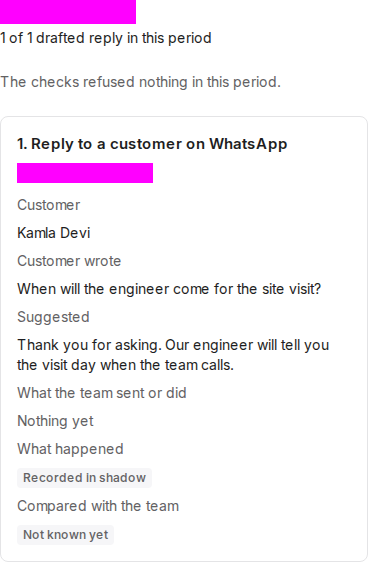 1 of 1 drafted reply in this period
The checks refused nothing in this period.
1. Reply to a customer on WhatsApp
Customer
Kamla Devi
Customer wrote
When will the engineer come for the site visit?
Suggested
Thank you for asking. Our engineer will tell you
the visit day when the team calls.
What the team sent or did
Nothing yet
What happened
Recorded in shadow
Compared with the team
Not known yet